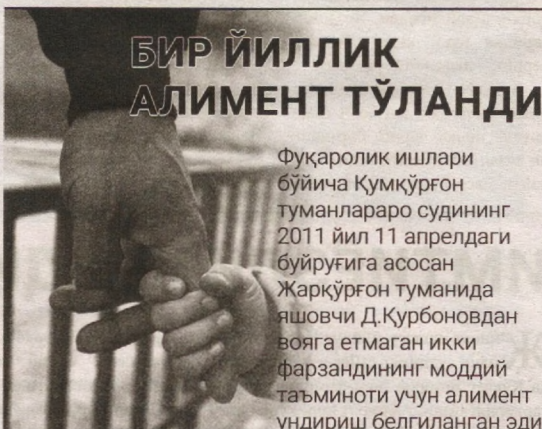 БИР ЙИЛЛИК
АЛИМЕНТ ТЎЛАНДИ
Фуқаролик ишлари
бўйича Қумқўрғон
туманлараро судининг
2011 йил 11 апрелдаги
буйруғига асосан
Жарқўрғон туманида
яшовчи Д.Қурбоновдан
вояга етмаган икки
фарзандининг моддий
таъминоти учун алимент
ундириш белгиланган эди